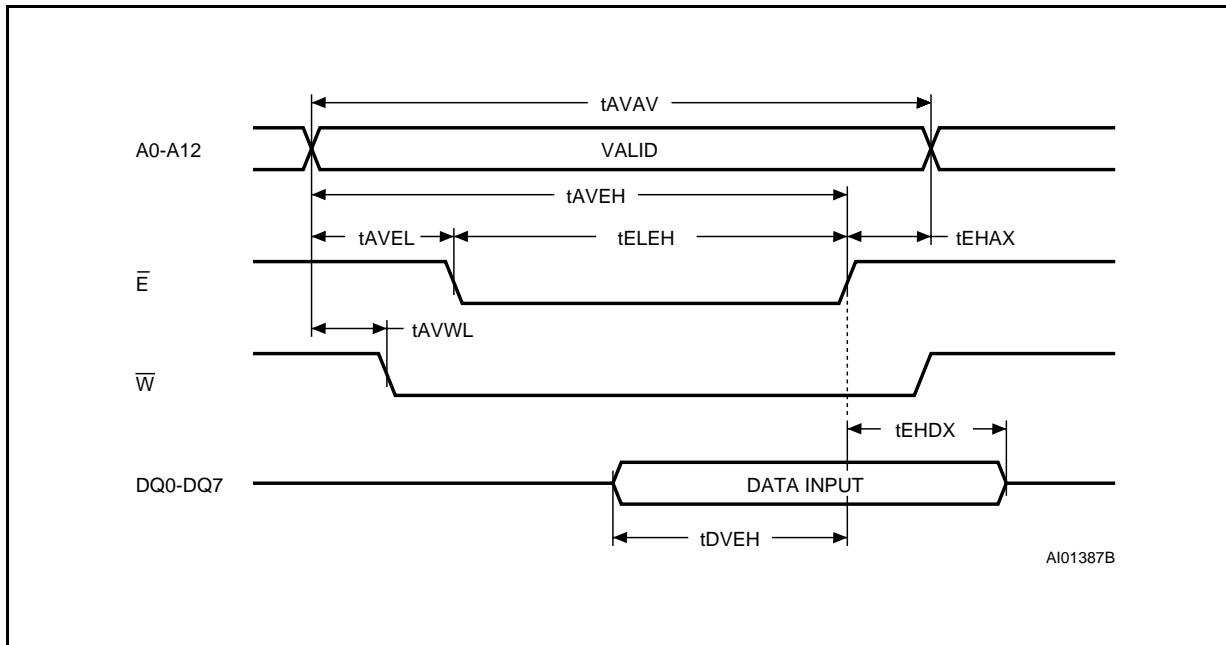 tAVAV
A0-A12
VALID
tAVEH
tAVEL
tELEH
tEHAX
E̅
tAVWL
W̅
tEHDX
DQ0-DQ7
DATA INPUT
tDVEH
AI01387B